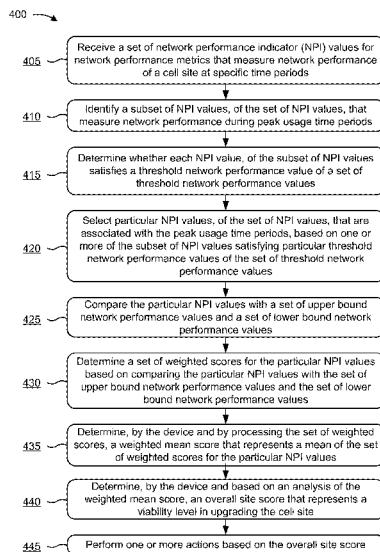 400
405
Receive a set of network performance indicator (NPI) values for
network performance metrics that measure network performance
of a cell site at specific time periods
410
Identify a subset of NPI values, of the set of NPI values, that
measure network performance during peak usage time periods
415
Determine whether each NPI value, of the subset of NPI values
satisfies a threshold network performance value of a set of
threshold network performance values
420
Select particular NPI values, of the set of NPI values, that are
associated with the peak usage time periods, based on one or
more of the subset of NPI values satisfying particular threshold
network performance values of the set of threshold network
performance values
425
Compare the particular NPI values with a set of upper bound
network performance values and a set of lower bound network
performance values
430
Determine a set of weighted scores for the particular NPI values
based on comparing the particular NPI values with the set of
upper bound network performance values and the set of lower
bound network performance values
435
Determine, by the device and by processing the set of weighted
scores, a weighted mean score that represents a mean of the set
of weighted scores for the particular NPI values
440
Determine, by the device and based on an analysis of the
weighted mean score, an overall site score that represents a
viability level in upgrading the cell site
445
Perform one or more actions based on the overall site score